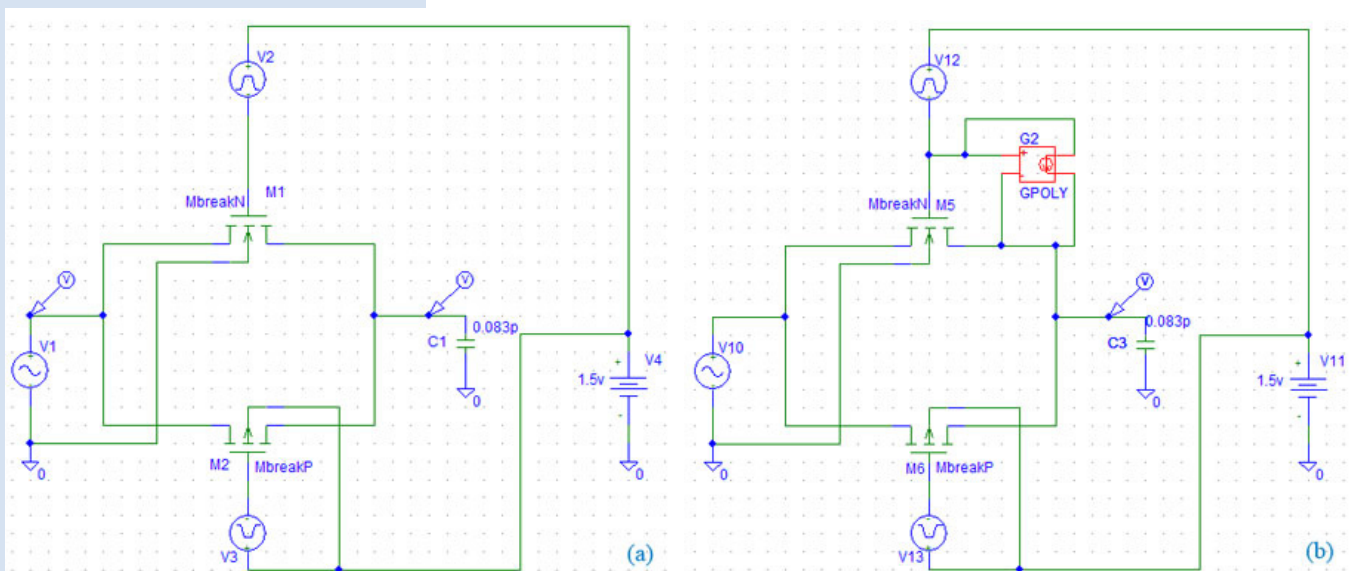 V2
MbreakN
M1
V
V
V1
0.083p
C1
V4
1.5v
0
0
0
M2
MbreakP
V3
(a)
V12
G2
GPOLY
MbreakN
M5
V
V10
0.083p
C3
V11
1.5v
0
0
0
M6
MbreakP
V13
(b)